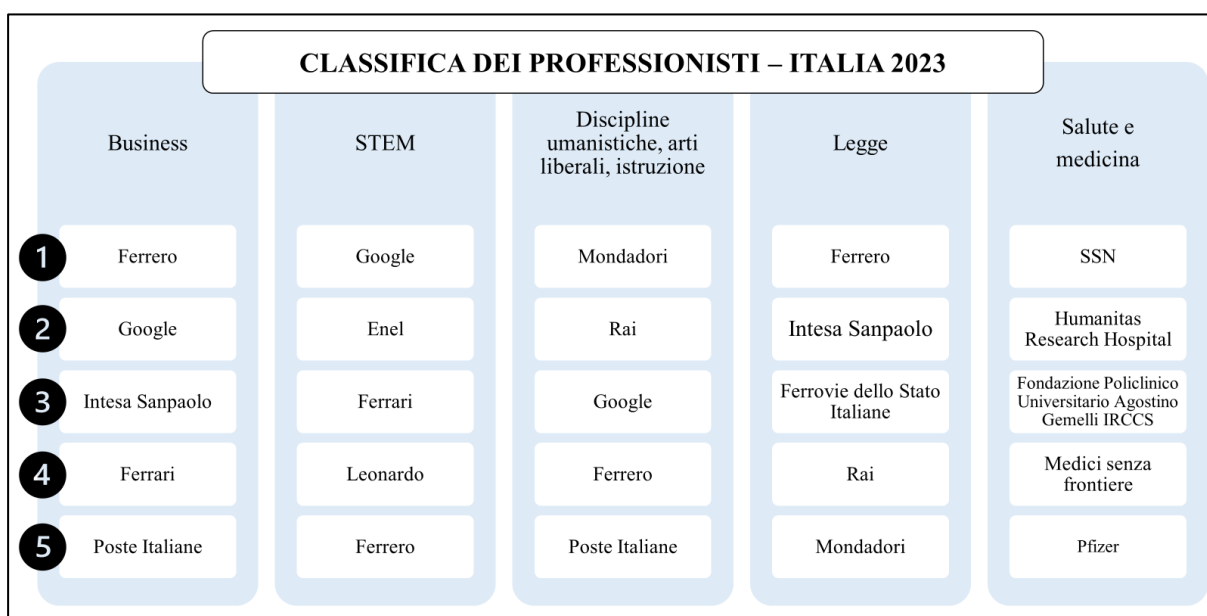 CLASSIFICA DEI PROFESSIONISTI – ITALIA 2023
Business
STEM
Discipline
umanistiche, arti
liberali, istruzione
Legge
Salute e
medicina
1
Ferrero
Google
Mondadori
Ferrero
SSN
2
Google
Enel
Rai
Intesa Sanpaolo
Humanitas
Research Hospital
3
Intesa Sanpaolo
Ferrari
Google
Ferrovie dello Stato
Italiane
Fondazione Policlinico
Universitario Agostino
Gemelli IRCCS
4
Ferrari
Leonardo
Ferrero
Rai
Medici senza
frontiere
5
Poste Italiane
Ferrero
Poste Italiane
Mondadori
Pfizer